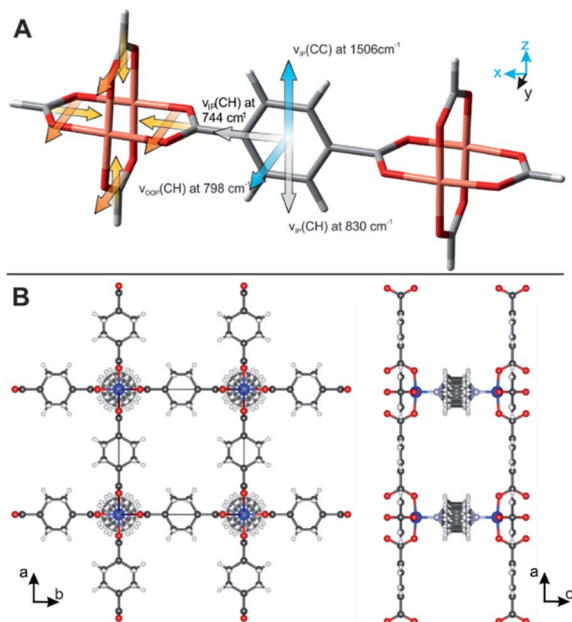 A
ν_IP(CC) at 1506cm⁻¹
z
x
y
ν_IP(CH) at
744 cm⁻¹
ν_OOP(CH) at 798 cm⁻¹
ν_IP(CH) at 830 cm⁻¹
B
a
b
a
c